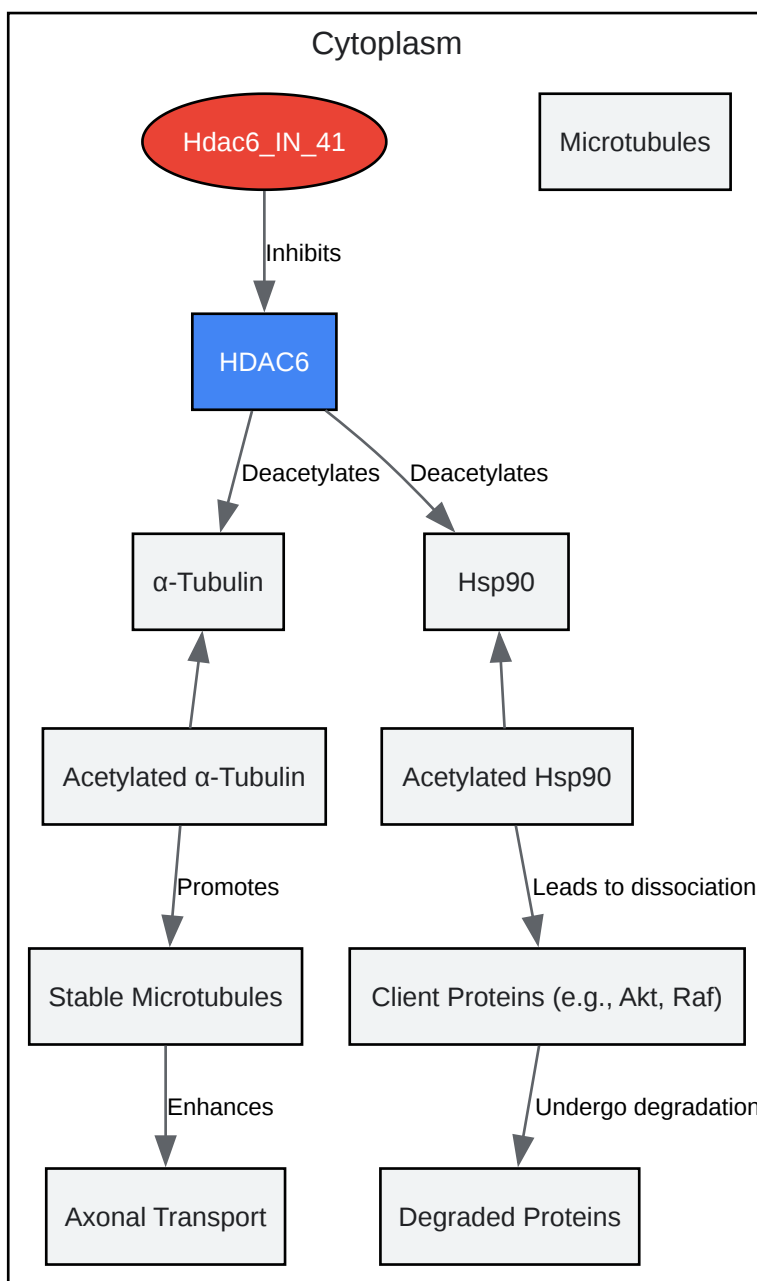 Cytoplasm
Hdac6_IN_41
Microtubules
Inhibits
HDAC6
Deacetylates
Deacetylates
α-Tubulin
Hsp90
Acetylated α-Tubulin
Acetylated Hsp90
Promotes
Leads to dissociation
Stable Microtubules
Client Proteins (e.g., Akt, Raf)
Enhances
Undergo degradation
Axonal Transport
Degraded Proteins